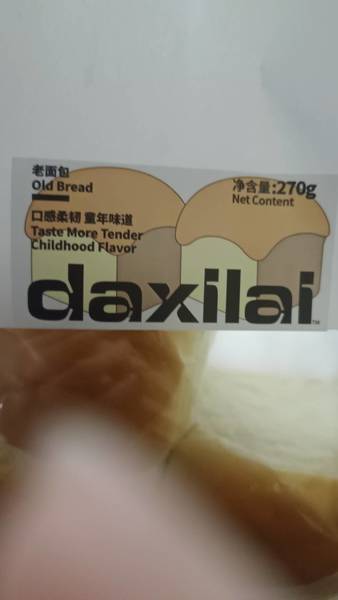 老面包
Old Bread
净含量:270g
Net Content
口感柔韧 童年味道
Taste More Tender
Childhood Flavor
daxilai™